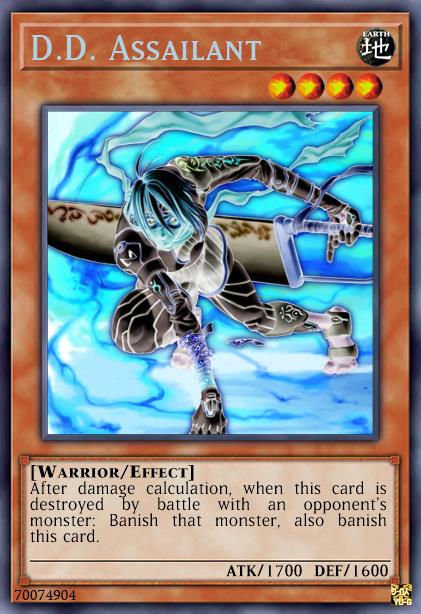 D.D. Assailant
EARTH
地
[Warrior/Effect]
After damage calculation, when this card is
destroyed by battle with an opponent's
monster: Banish that monster, also banish
this card.
ATK/1700 DEF/1600
70074904